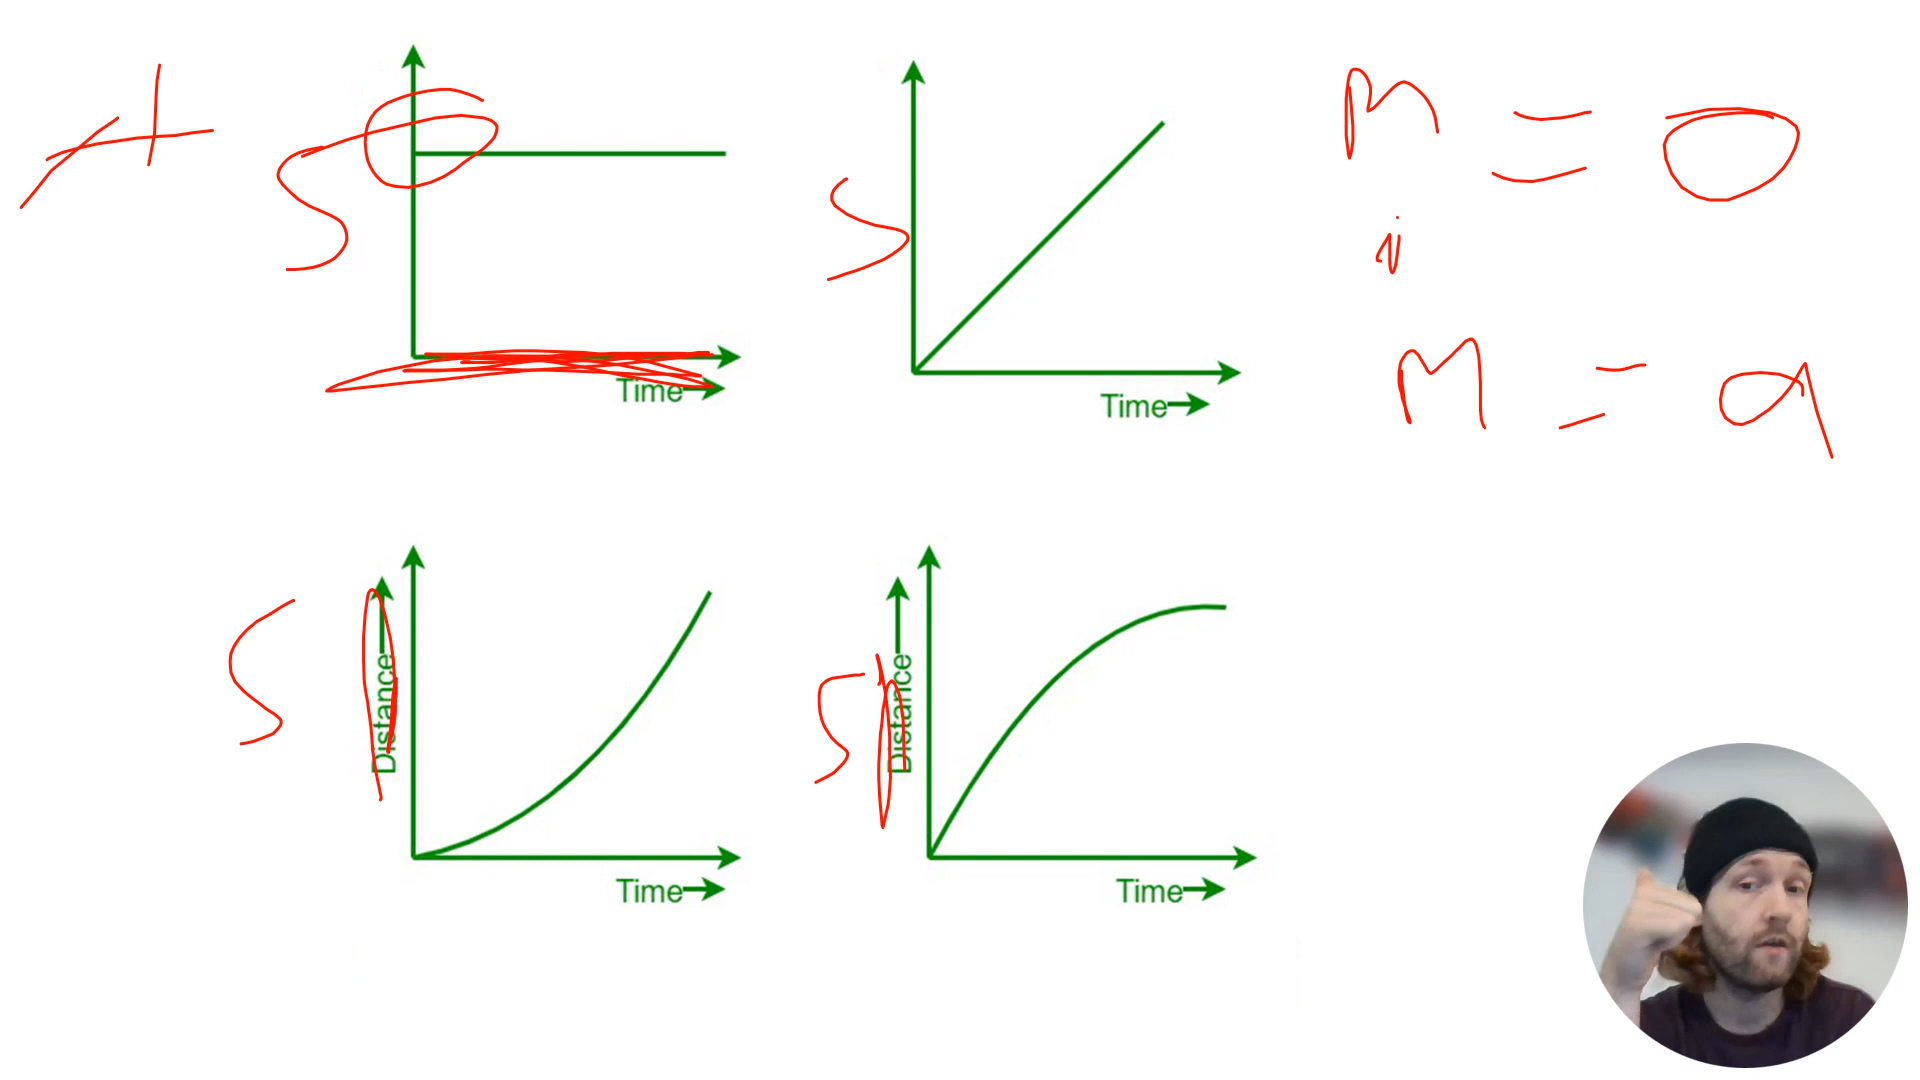 S
Time
S
Time
m = 0
m = a
S
Distance
Time
S
Distance
Time